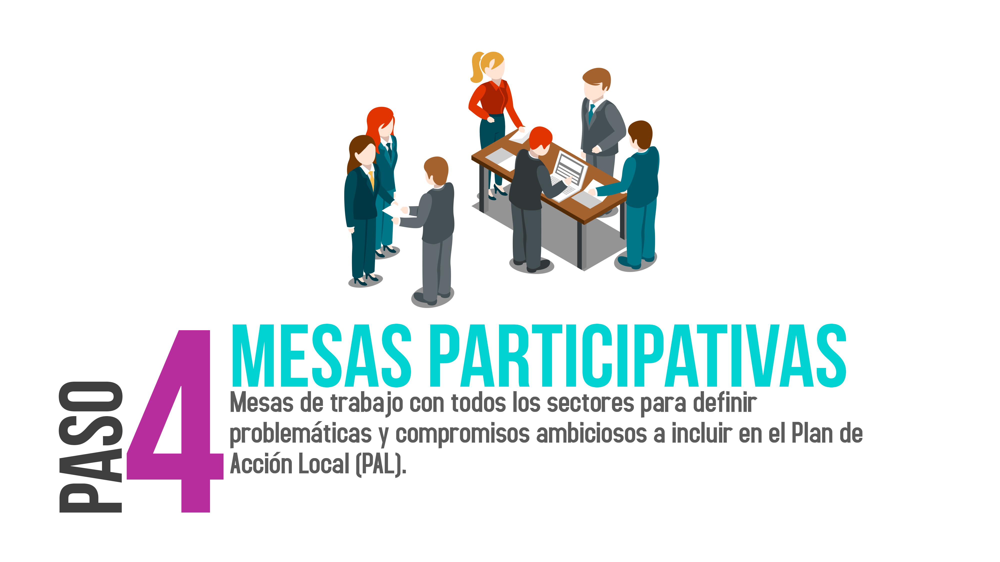 PASO
4
MESAS PARTICIPATIVAS
Mesas de trabajo con todos los sectores para definir
problemáticas y compromisos ambiciosos a incluir en el Plan de
Acción Local (PAL).